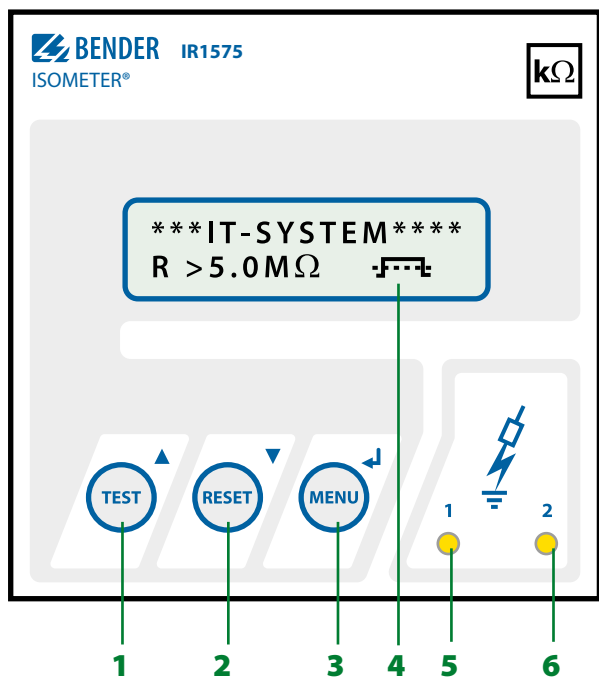 BENDER IR1575
ISOMETER®
kΩ
***IT-SYSTEM****
R >5.0MΩ
TEST RESET MENU
1 2
1 2 3 4 5 6